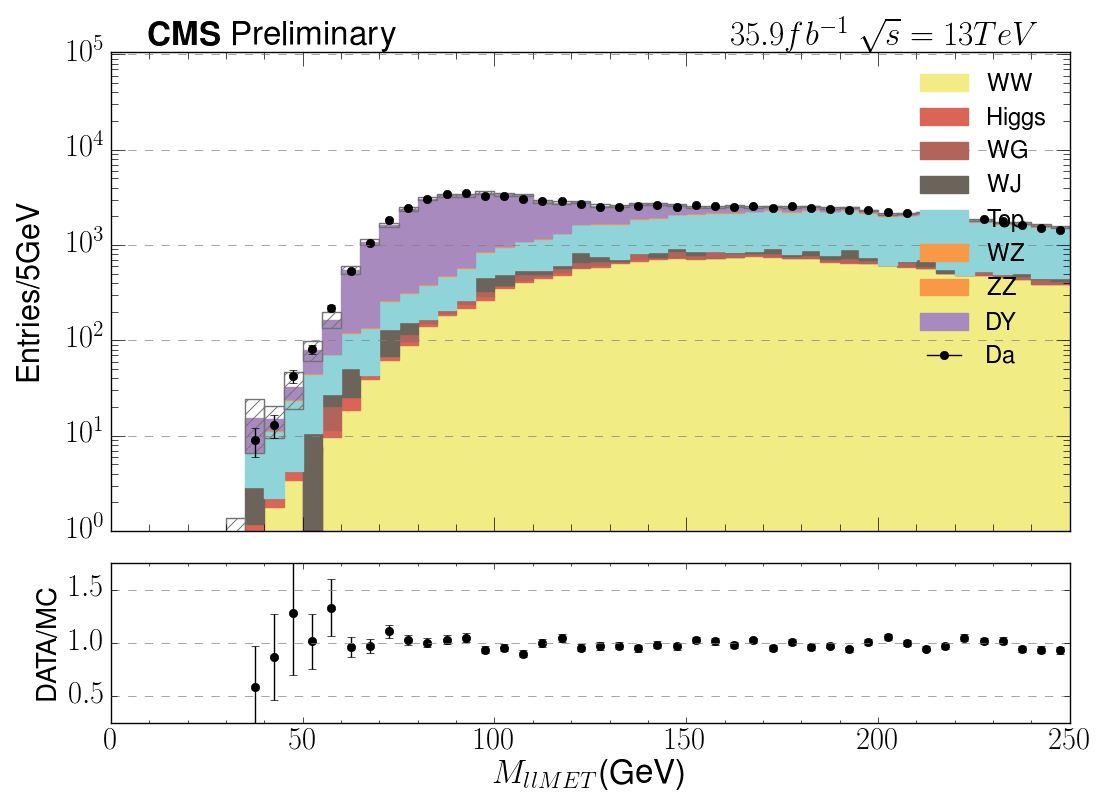 CMS Preliminary 35.9fb⁻¹ √s = 13TeV
10⁵
10⁴
10³
10²
10¹
10⁰
Entries/5GeV
WW
Higgs
WG
WJ
Top
WZ
ZZ
DY
Da
1.5
1.0
0.5
DATA/MC
0 50 100 150 200 250
M_{llMET}(GeV)